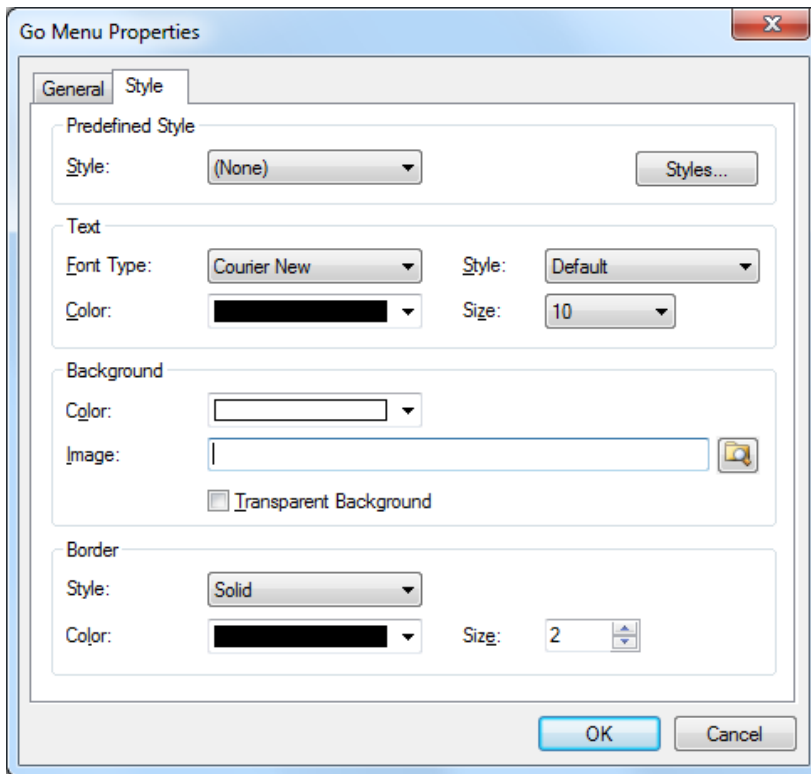 Go Menu Properties
General Style
Predefined Style
Style: (None) Styles...
Text
Font Type: Courier New Style: Default
Color: Size: 10
Background
Color:
Image:
Transparent Background
Border
Style: Solid
Color: Size: 2
OK Cancel